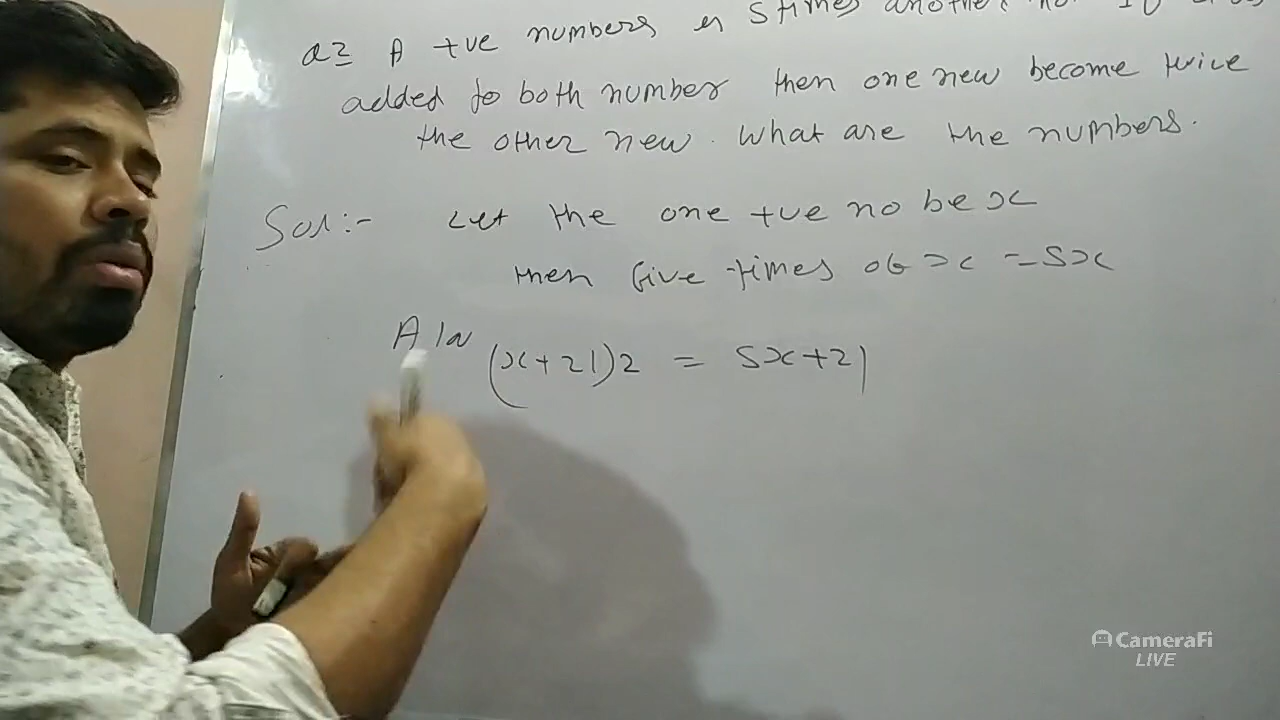 Q2 A +ve numbers is 5 times another no. If
added to both number then one new become twice
the other new. What are the numbers.
Sol:- Let the one +ve no be x
then five times of x = 5x
A/Q
(x+21)2 = 5x+21
CameraFi
LIVE